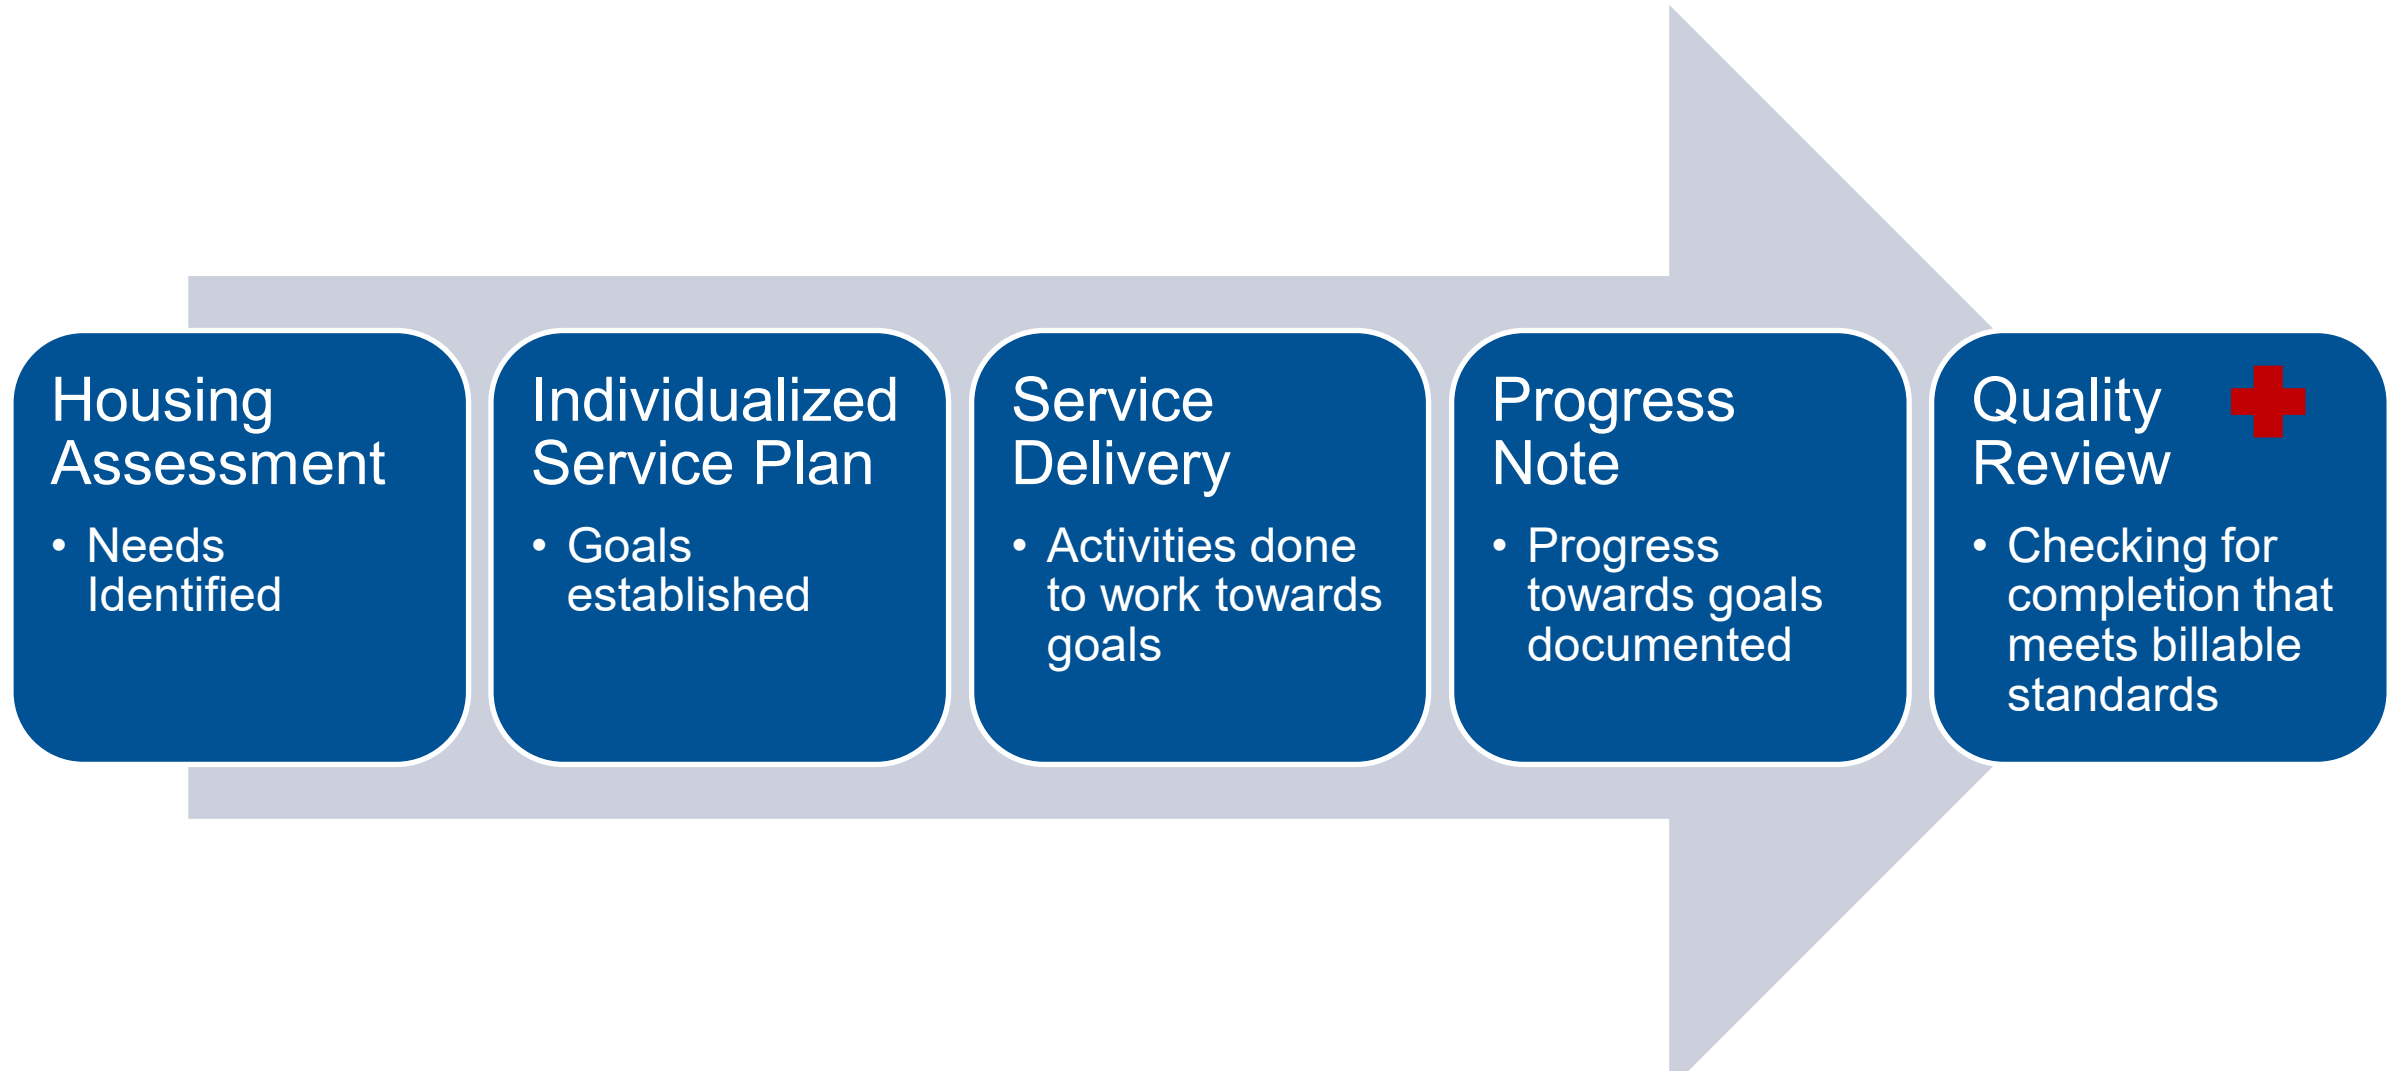 Housing
Assessment
• Needs
Identified
Individualized
Service Plan
• Goals
established
Service
Delivery
• Activities done
to work towards
goals
Progress
Note
• Progress
towards goals
documented
Quality
Review
• Checking for
completion that
meets billable
standards